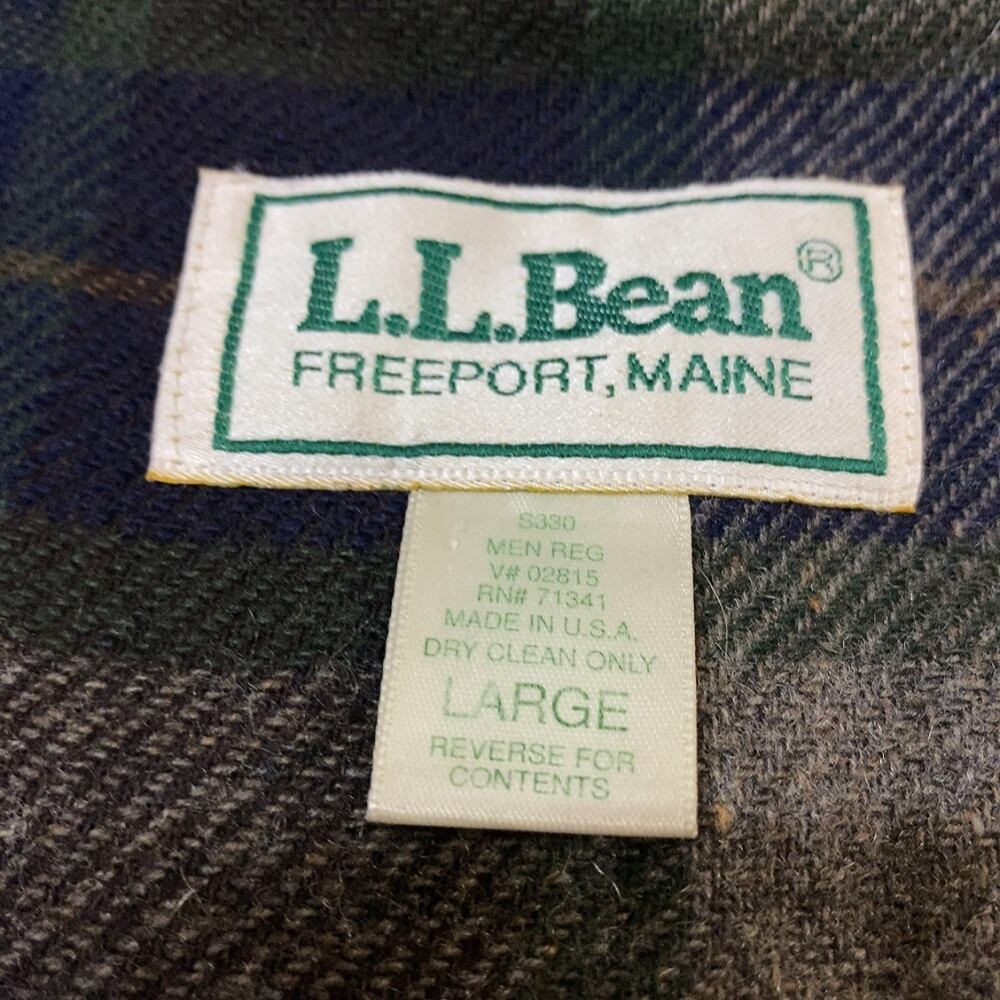 L.L.Bean®
FREEPORT, MAINE
S330
MEN REG
V# 02815
RN# 71341
MADE IN U.S.A.
DRY CLEAN ONLY
LARGE
REVERSE FOR
CONTENTS